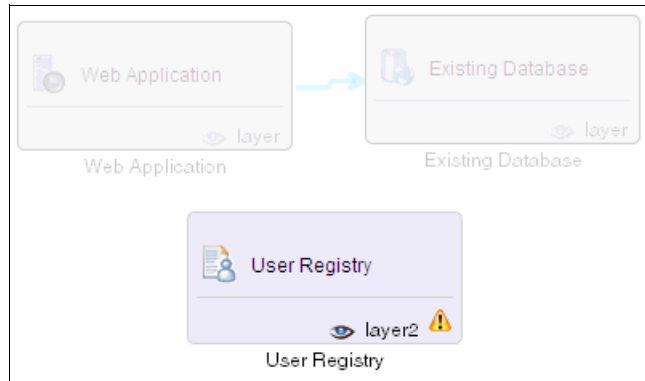 Web Application
Existing Database
layer
layer
Web Application
Existing Database
User Registry
layer2
User Registry